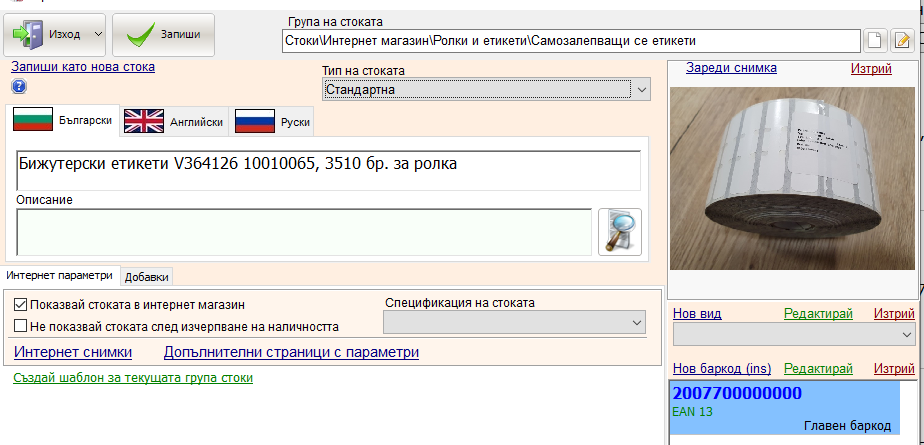 Изход
Запиши
Група на стоката
Стоки\Интернет магазин\Ролки и етикети\Самозалепващи се етикети
Запиши като нова стока
Тип на стоката
Стандартна
Зареди снимка
Изтрий
Български
Английски
Руски
Бижутерски етикети V364126 10010065, 3510 бр. за ролка
Описание
Интернет параметри
Добавки
Показвай стоката в интернет магазин
Не показвай стоката след изчерпване на наличността
Спецификация на стоката
Интернет снимки
Допълнителни страници с параметри
Създай шаблон за текущата група стоки
Нов вид
Редактирай
Изтрий
Нов баркод (ins)
Редактирай
Изтрий
2007700000000
EAN 13
Главен баркод